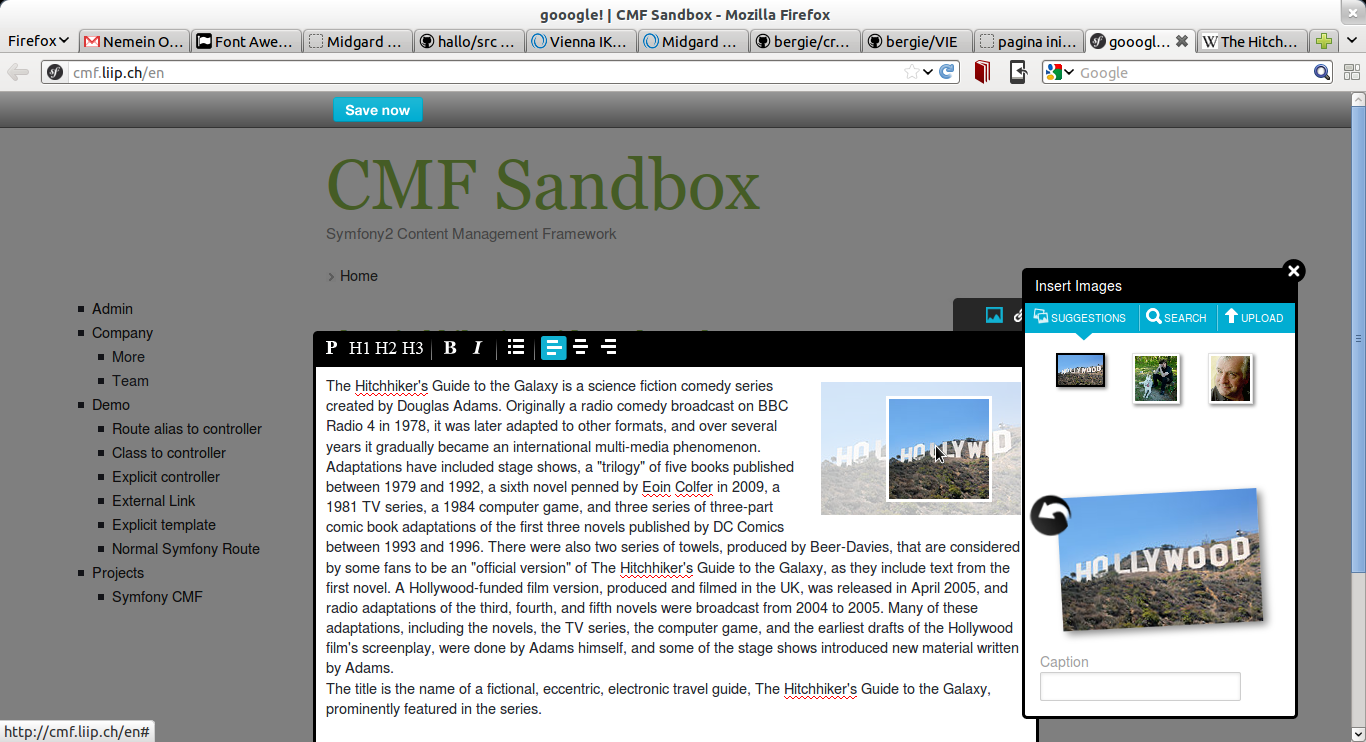 gooogle! | CMF Sandbox - Mozilla Firefox
Firefox
Nemein O...
Font Awe...
Midgard ...
hallo/src ...
Vienna IK...
Midgard ...
bergie/cr...
bergie/VIE
pagina ini...
gooogl...
The Hitch...
cmf.liip.ch/en
Google
Save now
CMF Sandbox
Symfony2 Content Management Framework
Home
Admin
Company
More
Team
Demo
Route alias to controller
Class to controller
Explicit controller
External Link
Explicit template
Normal Symfony Route
Projects
Symfony CMF
P H1 H2 H3 B I
The Hitchhiker's Guide to the Galaxy is a science fiction comedy series
created by Douglas Adams. Originally a radio comedy broadcast on BBC
Radio 4 in 1978, it was later adapted to other formats, and over several
years it gradually became an international multi-media phenomenon.
Adaptations have included stage shows, a "trilogy" of five books published
between 1979 and 1992, a sixth novel penned by Eoin Colfer in 2009, a
1981 TV series, a 1984 computer game, and three series of three-part
comic book adaptations of the first three novels published by DC Comics
between 1993 and 1996. There were also two series of towels, produced by Beer-Davies, that are considered
by some fans to be an "official version" of The Hitchhiker's Guide to the Galaxy, as they include text from the
first novel. A Hollywood-funded film version, produced and filmed in the UK, was released in April 2005, and
radio adaptations of the third, fourth, and fifth novels were broadcast from 2004 to 2005. Many of these
adaptations, including the novels, the TV series, the computer game, and the earliest drafts of the Hollywood
film's screenplay, were done by Adams himself, and some of the stage shows introduced new material written
by Adams.
The title is the name of a fictional, eccentric, electronic travel guide, The Hitchhiker's Guide to the Galaxy,
prominently featured in the series.
Insert Images
SUGGESTIONS
SEARCH
UPLOAD
HOLLYWOOD
HOLLYWOOD
Caption
http://cmf.liip.ch/en#